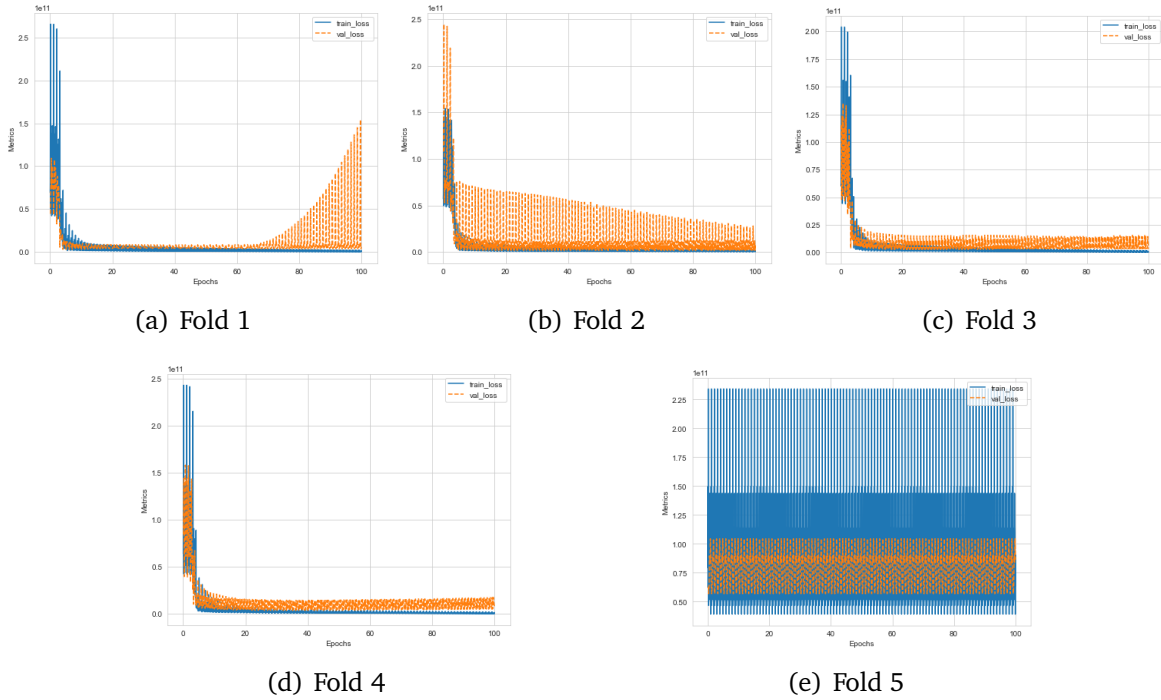 1e11
train_loss
val_loss
2.5
2.0
1.5
1.0
0.5
0.0
Metrics
0 20 40 60 80 100
Epochs
(a) Fold 1
1e11
train_loss
val_loss
2.5
2.0
1.5
1.0
0.5
0.0
Metrics
0 20 40 60 80 100
Epochs
(b) Fold 2
1e11
train_loss
val_loss
2.00
1.75
1.50
1.25
1.00
0.75
0.50
0.25
0.00
Metrics
0 20 40 60 80 100
Epochs
(c) Fold 3
1e11
train_loss
val_loss
2.5
2.0
1.5
1.0
0.5
0.0
Metrics
0 20 40 60 80 100
Epochs
(d) Fold 4
1e11
train_loss
val_loss
2.25
2.00
1.75
1.50
1.25
1.00
0.75
0.50
Metrics
0 20 40 60 80 100
Epochs
(e) Fold 5